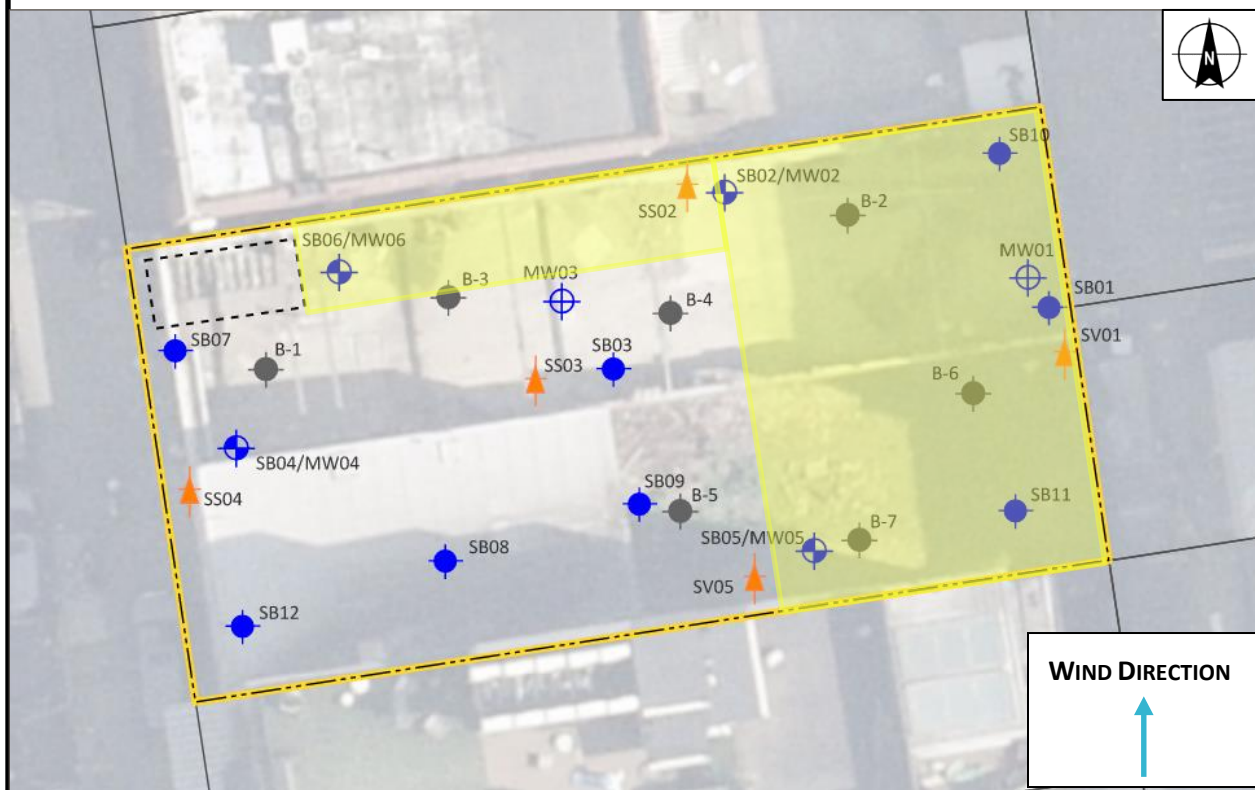 N
SB10
SB02/MW02
SS02
B-2
SB06/MW06
MW01
B-3
MW03
SB01
B-4
SV01
SB07
SB03
B-1
SS03
B-6
SB04/MW04
SS04
SB09
B-5
SB11
SB05/MW05
B-7
SB08
SV05
SB12
WIND DIRECTION